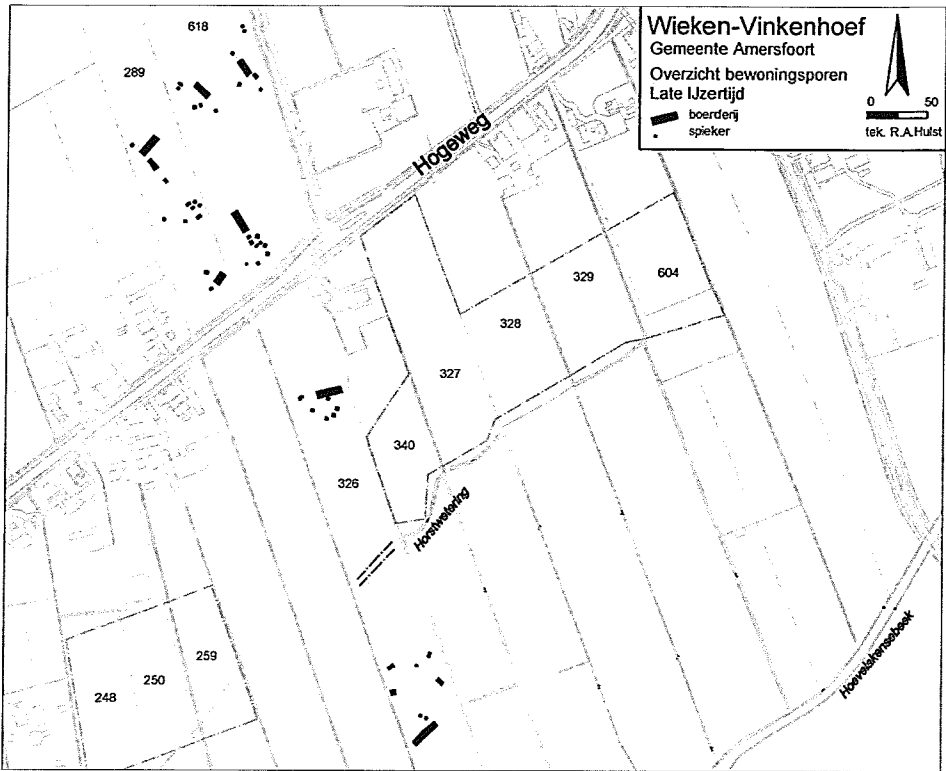 Wieken-Vinkenhoef
Gemeente Amersfoort
Overzicht bewoningsporen
Late IJzertijd
boerderij
spieker
0 50
tek. R.A.Hulst
618
289
Hogeweg
604
329
328
327
340
326
Horstwetering
259
250
248
Hoevelakensebeek